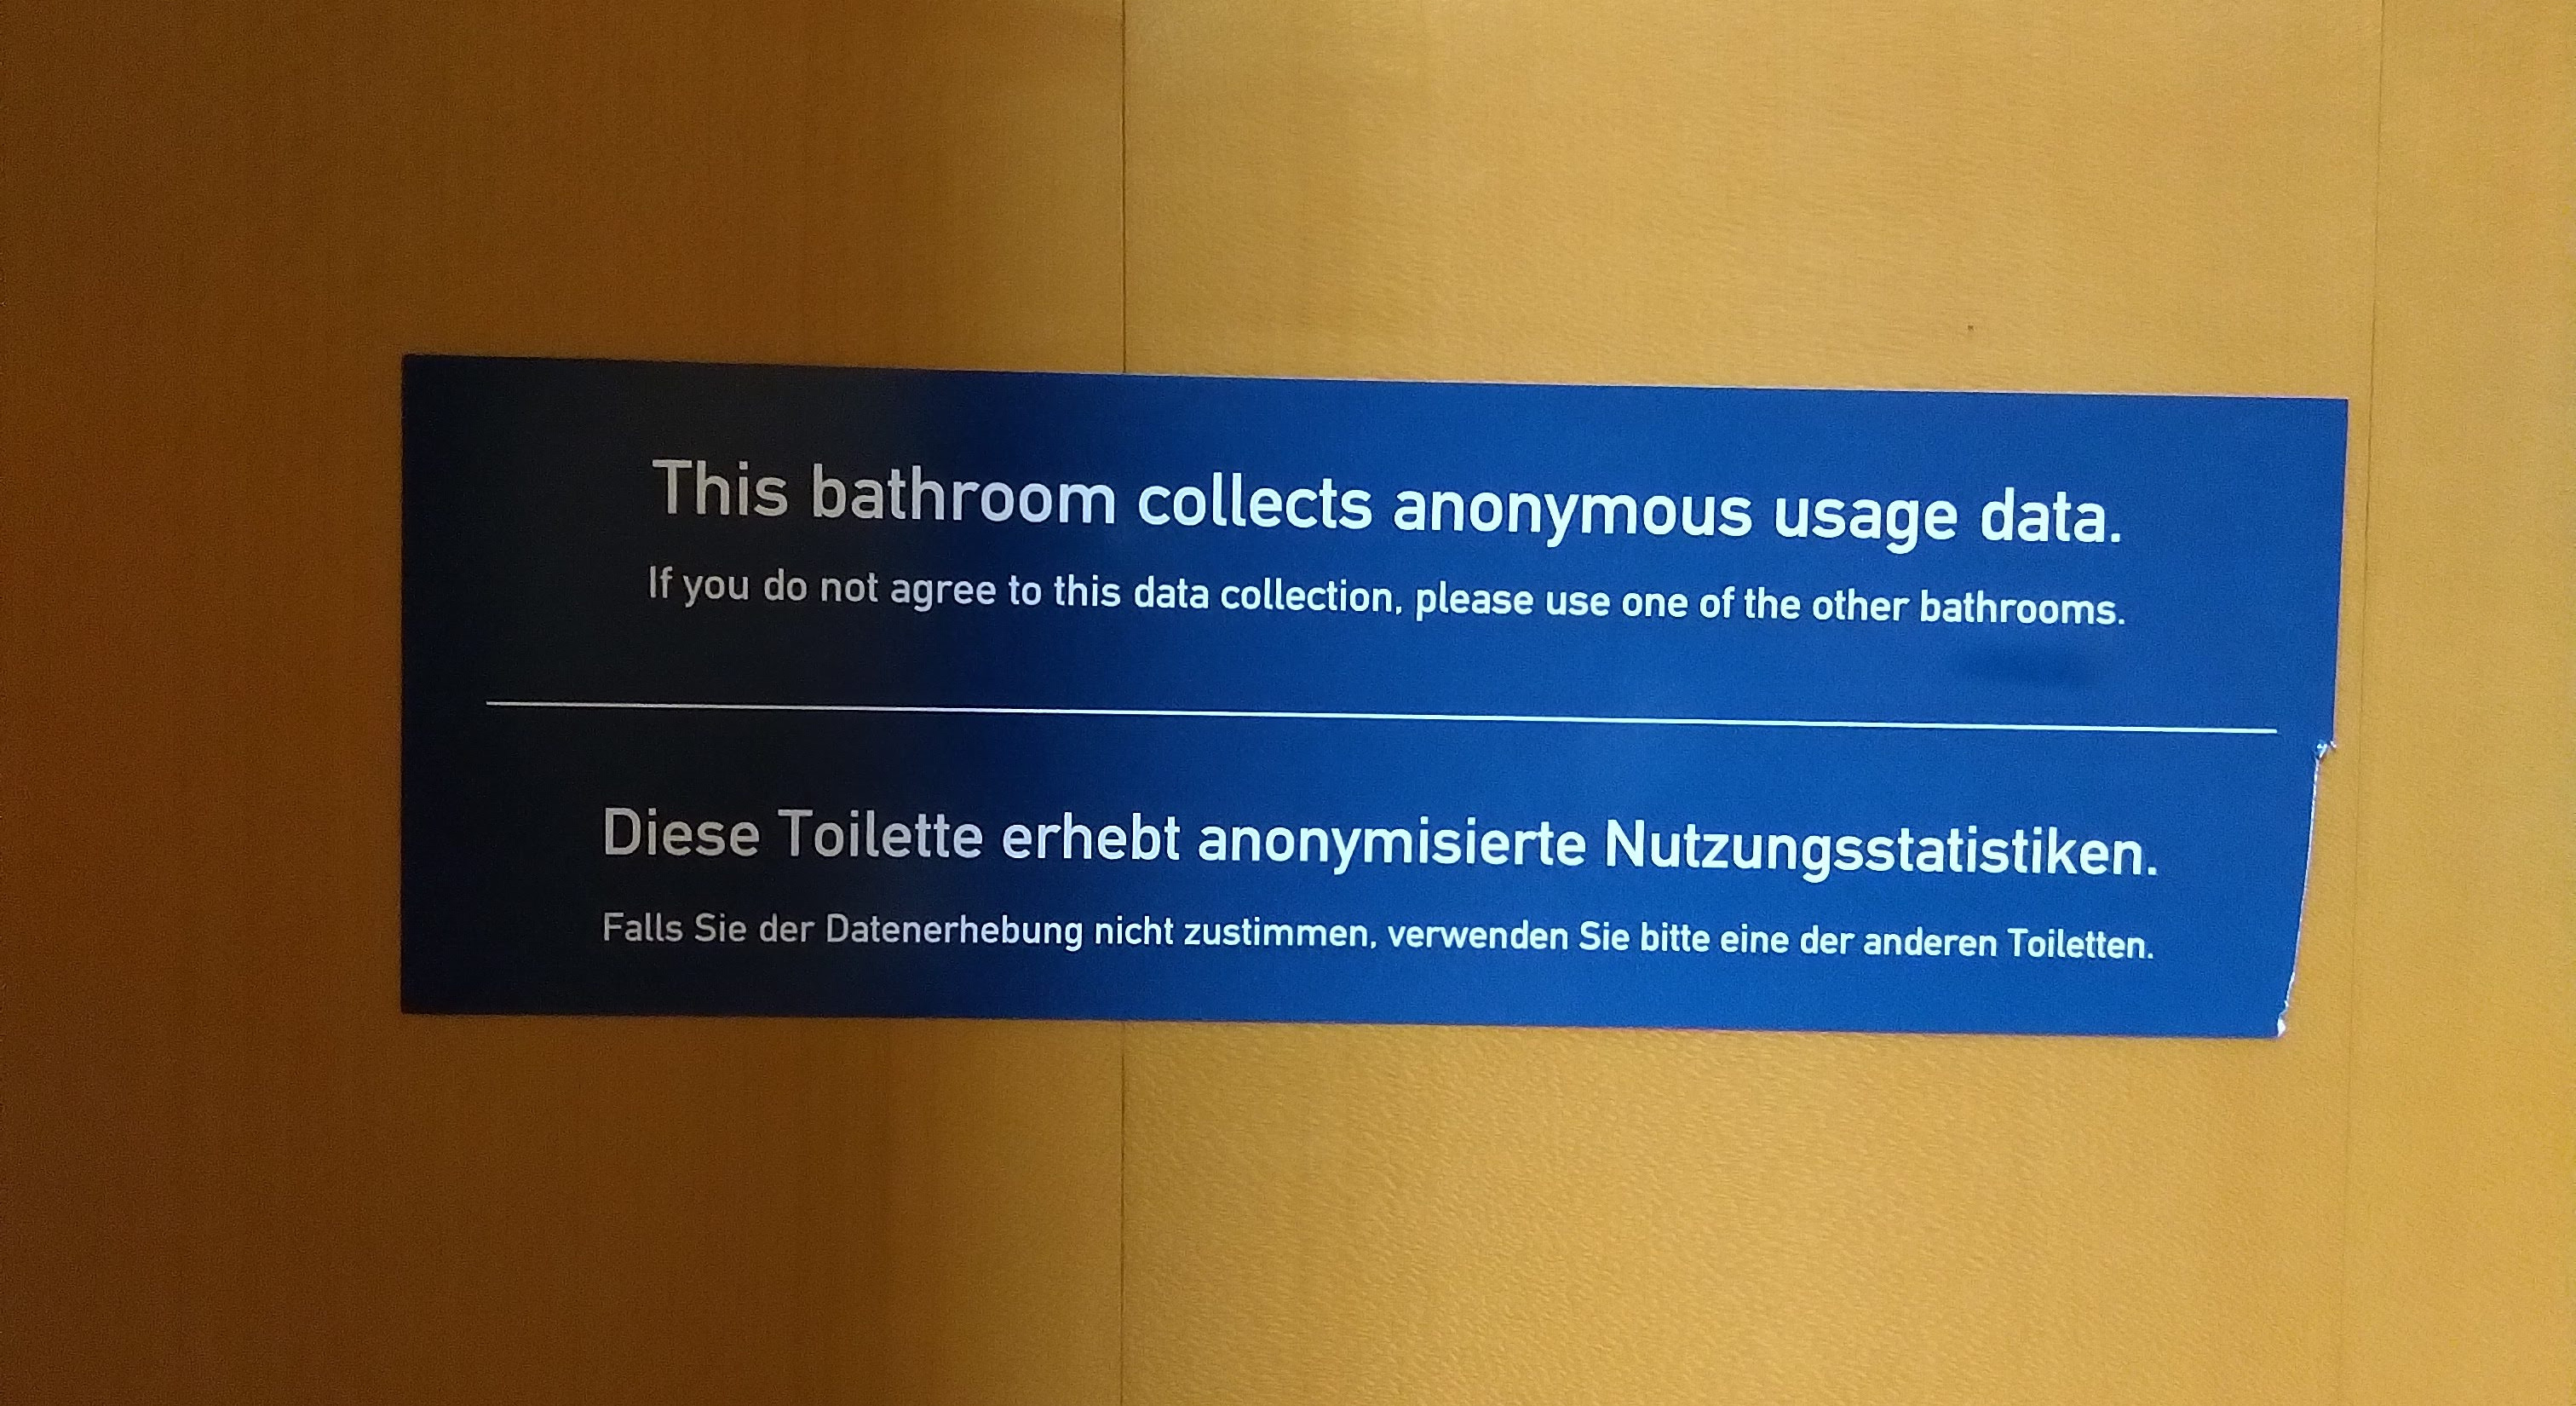 This bathroom collects anonymous usage data.
If you do not agree to this data collection, please use one of the other bathrooms.
Diese Toilette erhebt anonymisierte Nutzungsstatistiken.
Falls Sie der Datenerhebung nicht zustimmen, verwenden Sie bitte eine der anderen Toiletten.